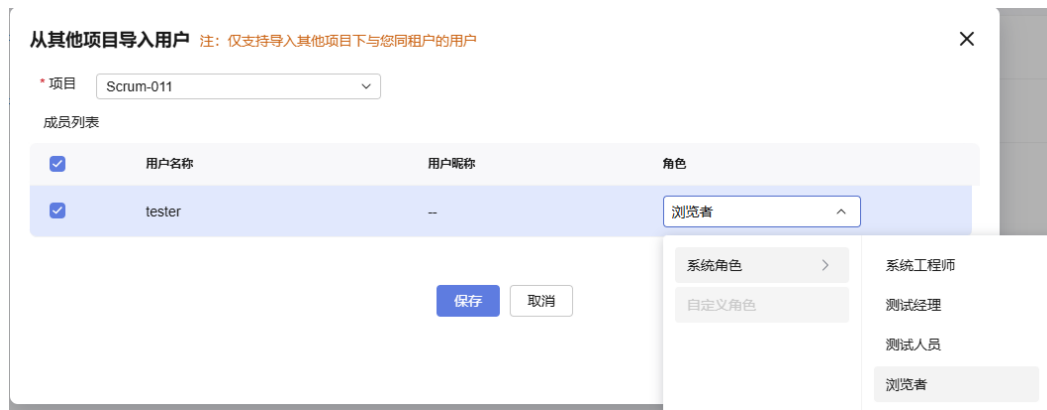 从其他项目导入用户 注：仅支持导入其他项目下与您同租户的用户
* 项目 Scrum-011
成员列表
用户名称 用户昵称 角色
tester -- 浏览者
系统角色 系统工程师
自定义角色 测试经理
测试人员
浏览者
保存 取消